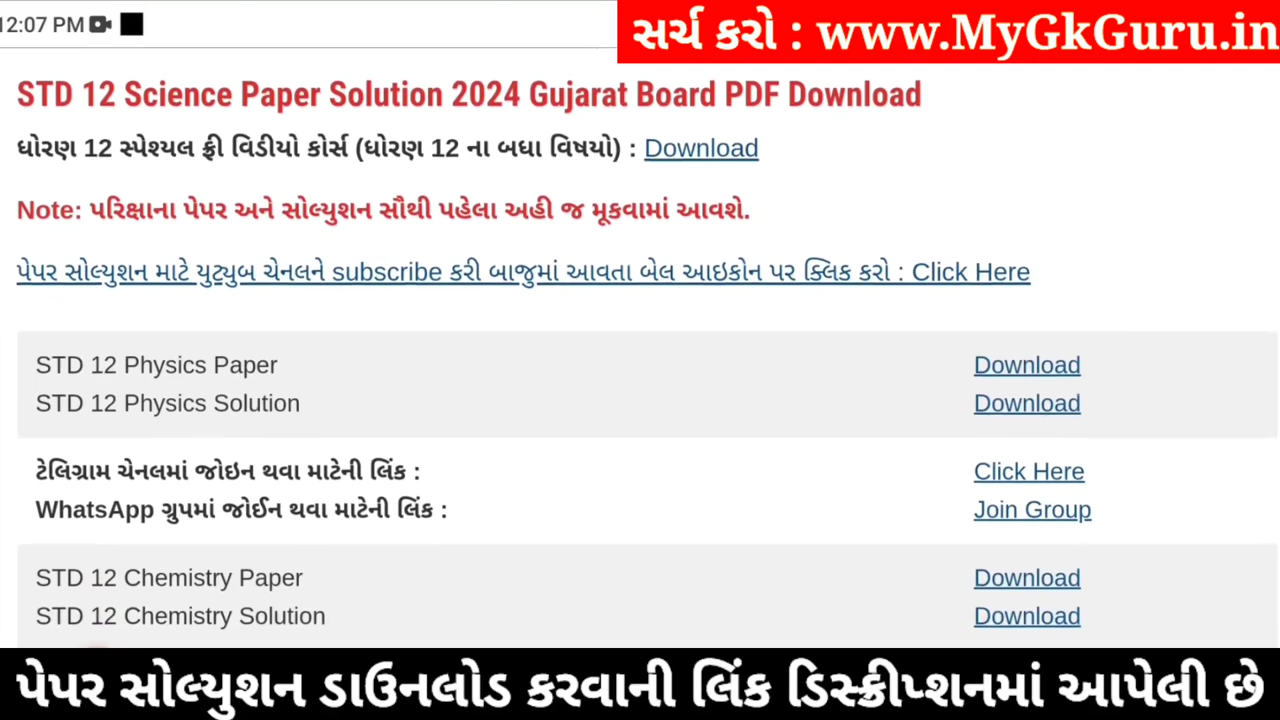 12:07 PM
સર્ચ કરો : www.MyGkGuru.in
STD 12 Science Paper Solution 2024 Gujarat Board PDF Download
ધોરણ 12 સ્પેશ્યલ ફ્રી વિડીયો કોર્સ (ધોરણ 12 ના બધા વિષયો) : Download
Note: પરિક્ષાના પેપર અને સોલ્યુશન સૌથી પહેલા અહી જ મૂકવામાં આવશે.
પેપર સોલ્યુશન માટે યુટ્યુબ ચેનલને subscribe કરી બાજુમાં આવતા બેલ આઇકોન પર ક્લિક કરો : Click Here
STD 12 Physics Paper Download
STD 12 Physics Solution Download
ટેલિગ્રામ ચેનલમાં જોઇન થવા માટેની લિંક : Click Here
WhatsApp ગ્રુપમાં જોઈન થવા માટેની લિંક : Join Group
STD 12 Chemistry Paper Download
STD 12 Chemistry Solution Download
પેપર સોલ્યુશન ડાઉનલોડ કરવાની લિંક ડિસ્ક્રીપ્શનમાં આપેલી છે